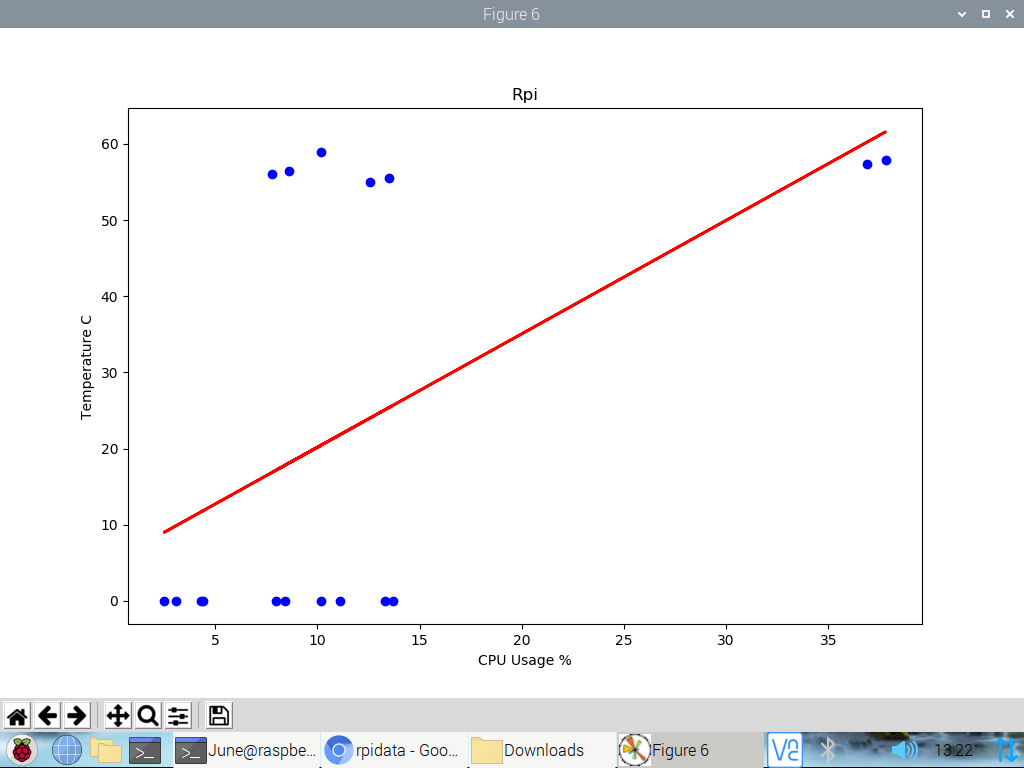 Figure 6
Rpi
Temperature C
60
50
40
30
20
10
0
5 10 15 20 25 30 35
CPU Usage %
>_ >_ June@raspbe... rpidata - Goo... Downloads Figure 6 VE 13:22